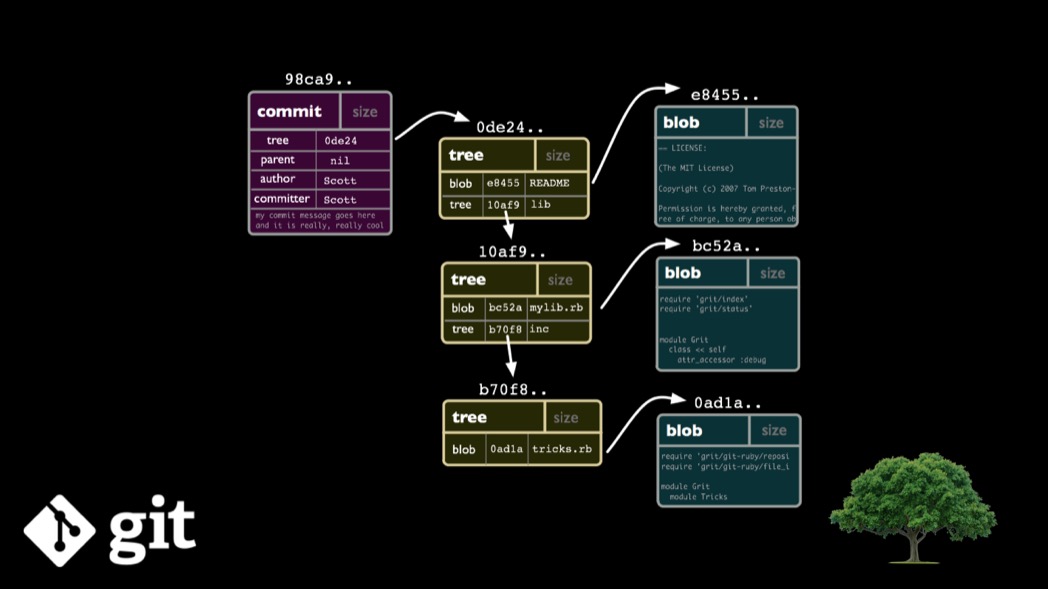 98ca9..
commit size
tree 0de24
parent nil
author Scott
committer Scott
my commit message goes here
and it is really, really cool
0de24..
tree size
blob e8455 README
tree 10af9 lib
10af9..
tree size
blob bc52a mylib.rb
tree b70f8 inc
b70f8..
tree size
blob 0ad1a tricks.rb
e8455..
blob size
== LICENSE:
(The MIT License)
Copyright (c) 2007 Tom Preston-
Permission is hereby granted, f
ree of charge, to any person ob
bc52a..
blob size
require 'grit/index'
require 'grit/status'
module Grit
class << self
attr_accessor :debug
0ad1a..
blob size
require 'grit/git-ruby/reposi
require 'grit/git-ruby/file_i
module Grit
module Tricks
git